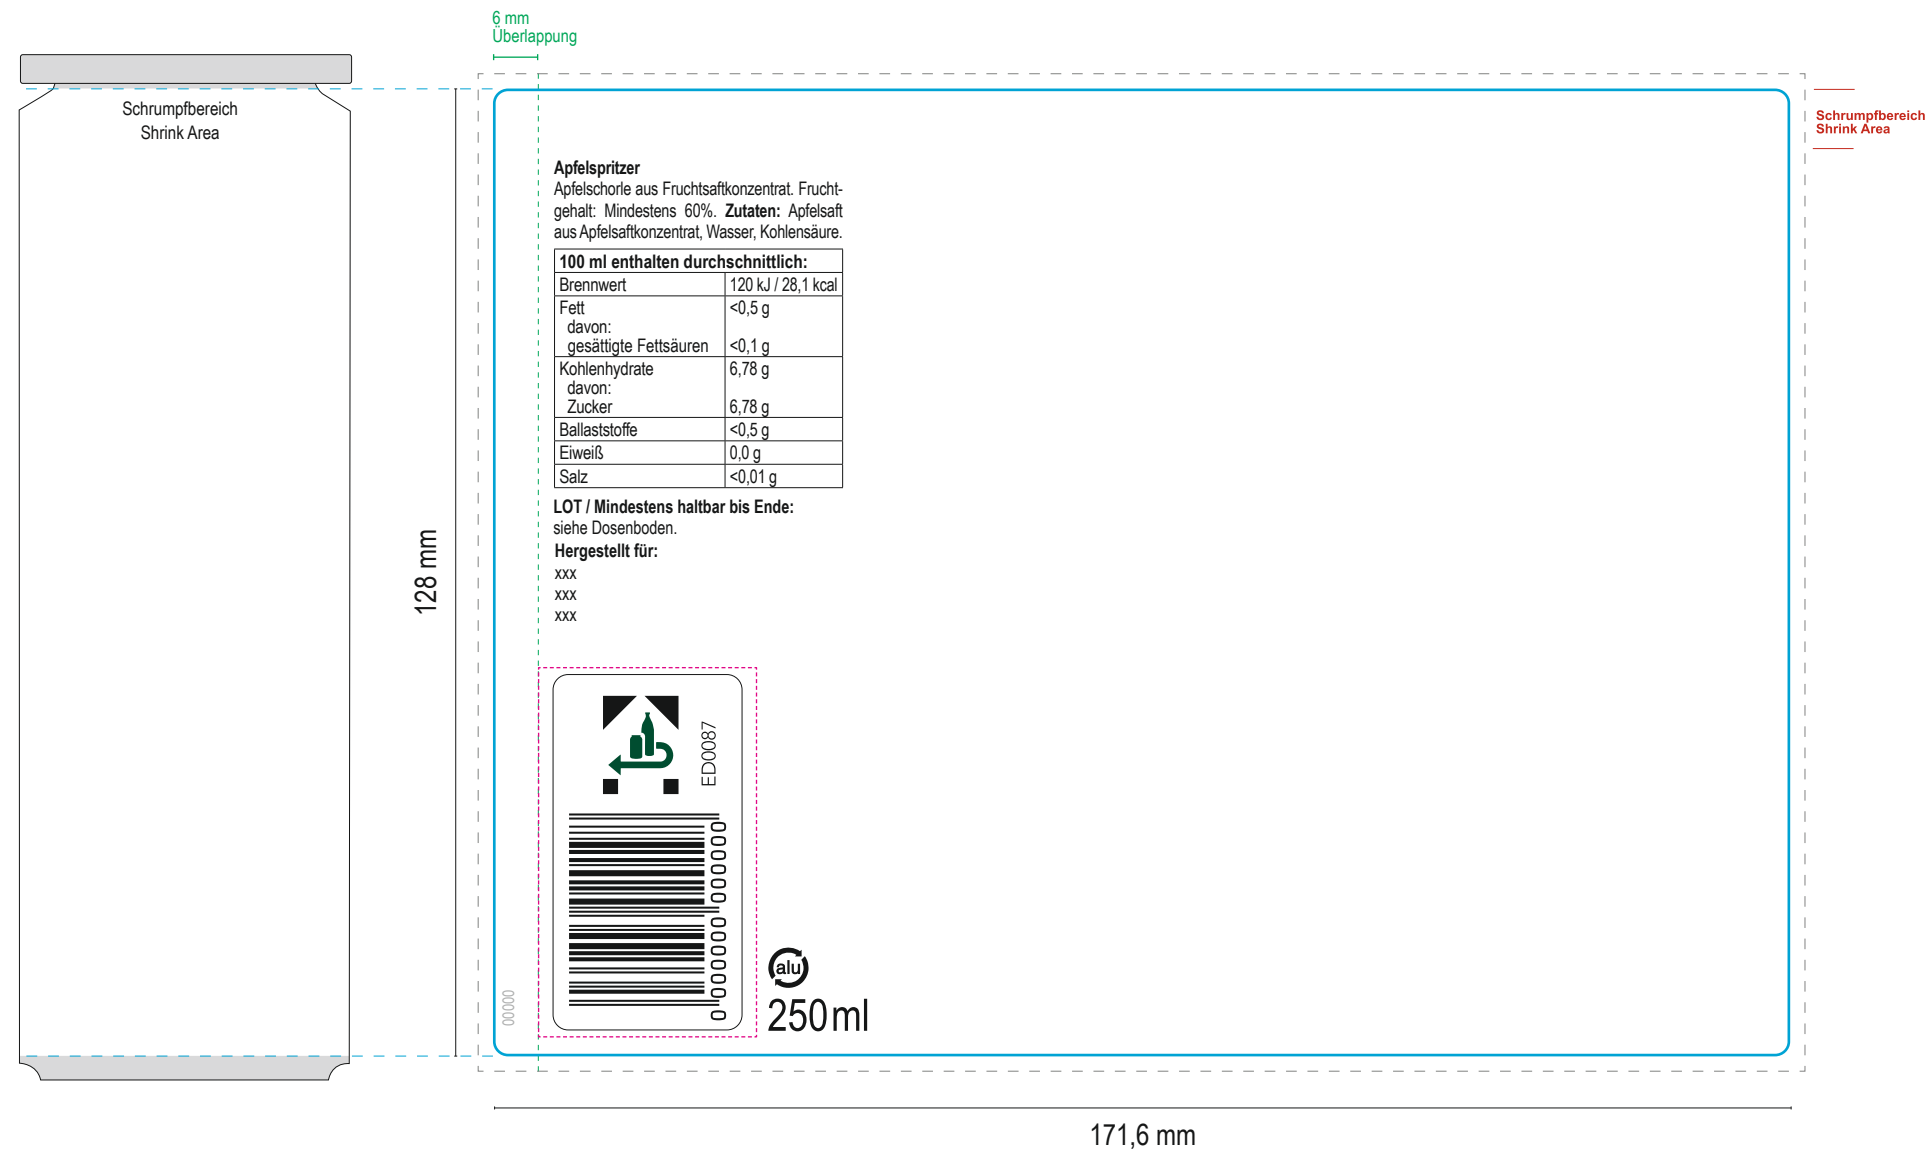 6 mm
Überlappung
Schrumpfbereich
Shrink Area
Schrumpfbereich
Shrink Area
Apfelspritzer
Apfelschorle aus Fruchtsaftkonzentrat. Frucht-
gehalt: Mindestens 60%. Zutaten: Apfelsaft
aus Apfelsaftkonzentrat, Wasser, Kohlensäure.
100 ml enthalten durchschnittlich:
Brennwert 120 kJ / 28,1 kcal
Fett <0,5 g
davon:
gesättigte Fettsäuren <0,1 g
Kohlenhydrate 6,78 g
davon:
Zucker 6,78 g
Ballaststoffe <0,5 g
Eiweiß 0,0 g
Salz <0,01 g
LOT / Mindestens haltbar bis Ende:
siehe Dosenboden.
Hergestellt für:
xxx
xxx
xxx
128 mm
ED0087
0 000000 000000
00000
alu
250 ml
171,6 mm